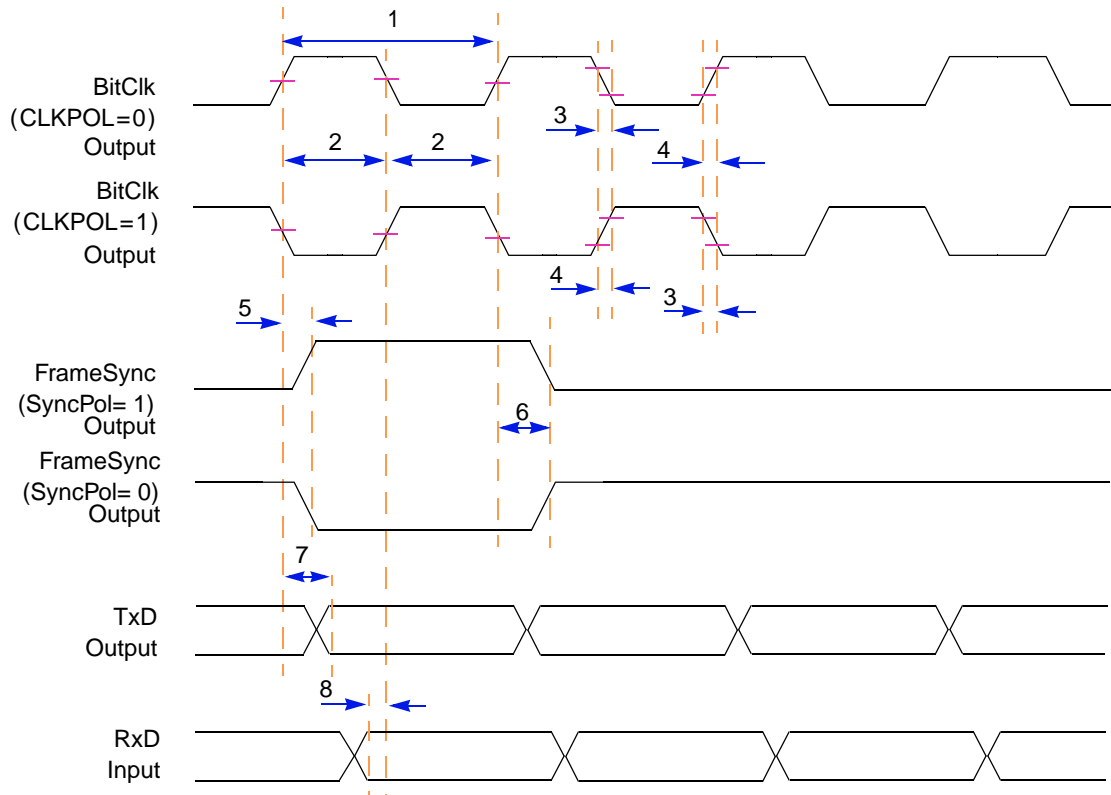 1
BitClk
(CLKPOL=0)
Output
3
2
2
4
BitClk
(CLKPOL=1)
Output
4
3
5
FrameSync
(SyncPol= 1)
Output
6
FrameSync
(SyncPol= 0)
Output
7
TxD
Output
8
RxD
Input